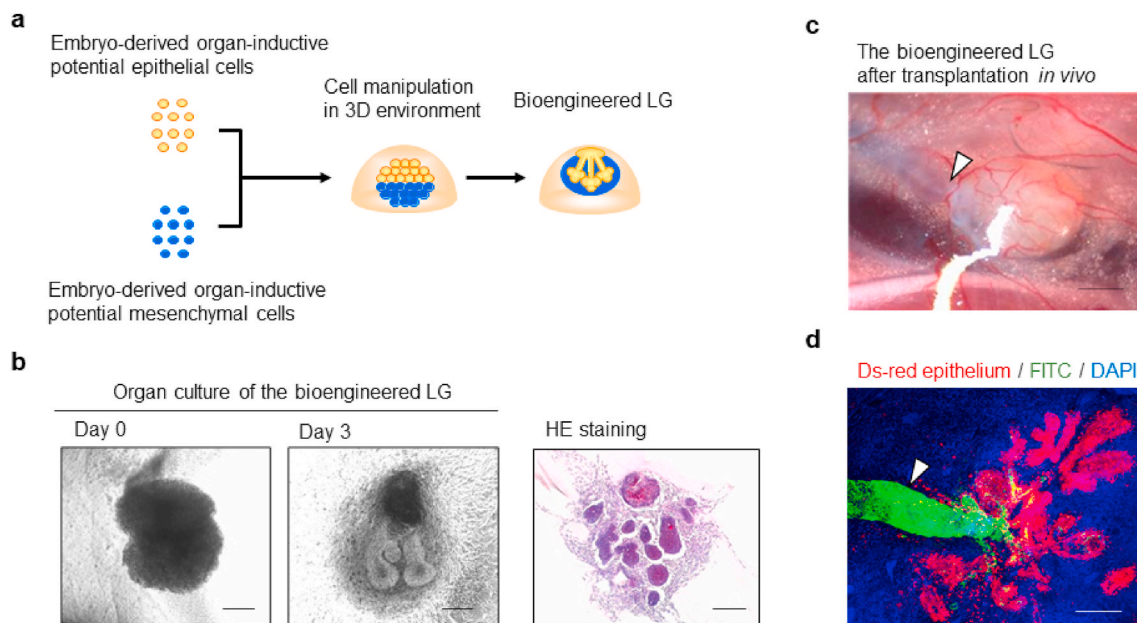 a
Embryo-derived organ-inductive
potential epithelial cells
Cell manipulation
in 3D environment
Bioengineered LG
Embryo-derived organ-inductive
potential mesenchymal cells
b
Organ culture of the bioengineered LG
Day 0
Day 3
HE staining
c
The bioengineered LG
after transplantation in vivo
d
Ds-red epithelium / FITC / DAPI